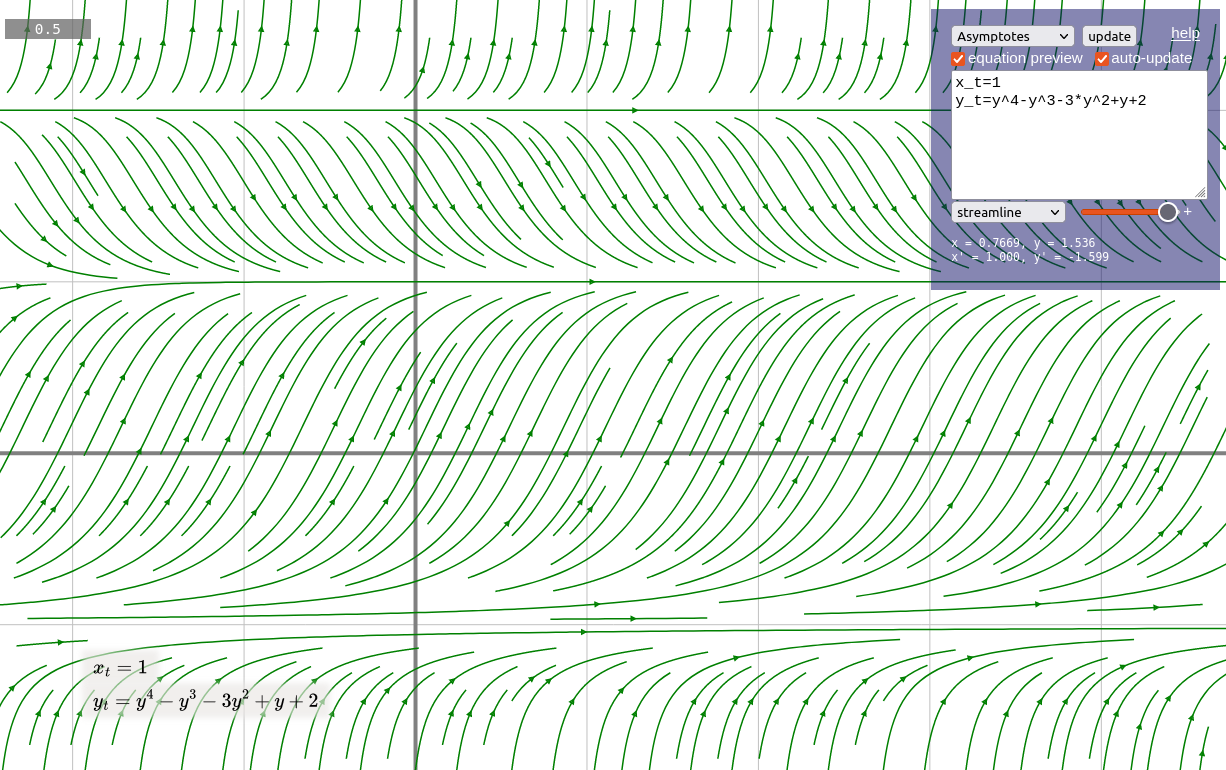 0.5
Asymptotes update help
equation preview auto-update
x_t=1
y_t=y^4-y^3-3*y^2+y+2
streamline +
x = 0.7669, y = 1.536
x' = 1.000, y' = -1.599
x_t = 1
y_t = y^4 − y^3 − 3y^2 + y + 2